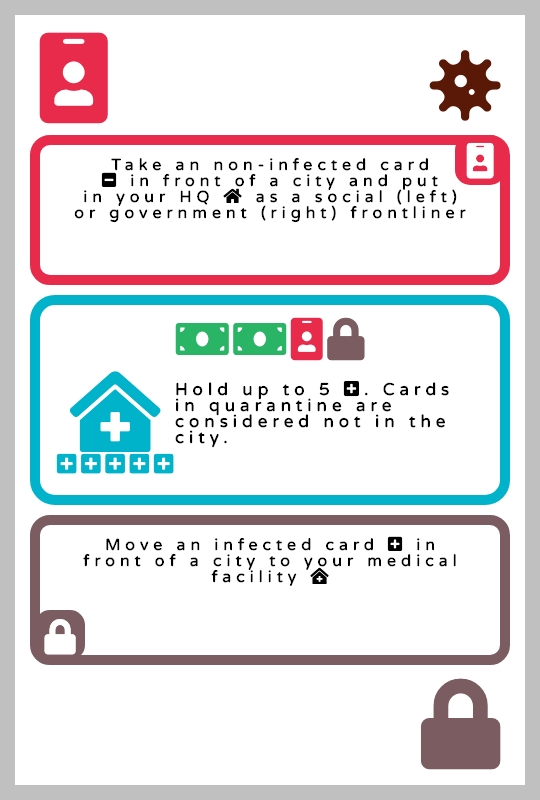 Take an non-infected card
in front of a city and put
in your HQ as a social (left)
or government (right) frontliner
Hold up to 5 . Cards
in quarantine are
considered not in the
city.
Move an infected card in
front of a city to your medical
facility